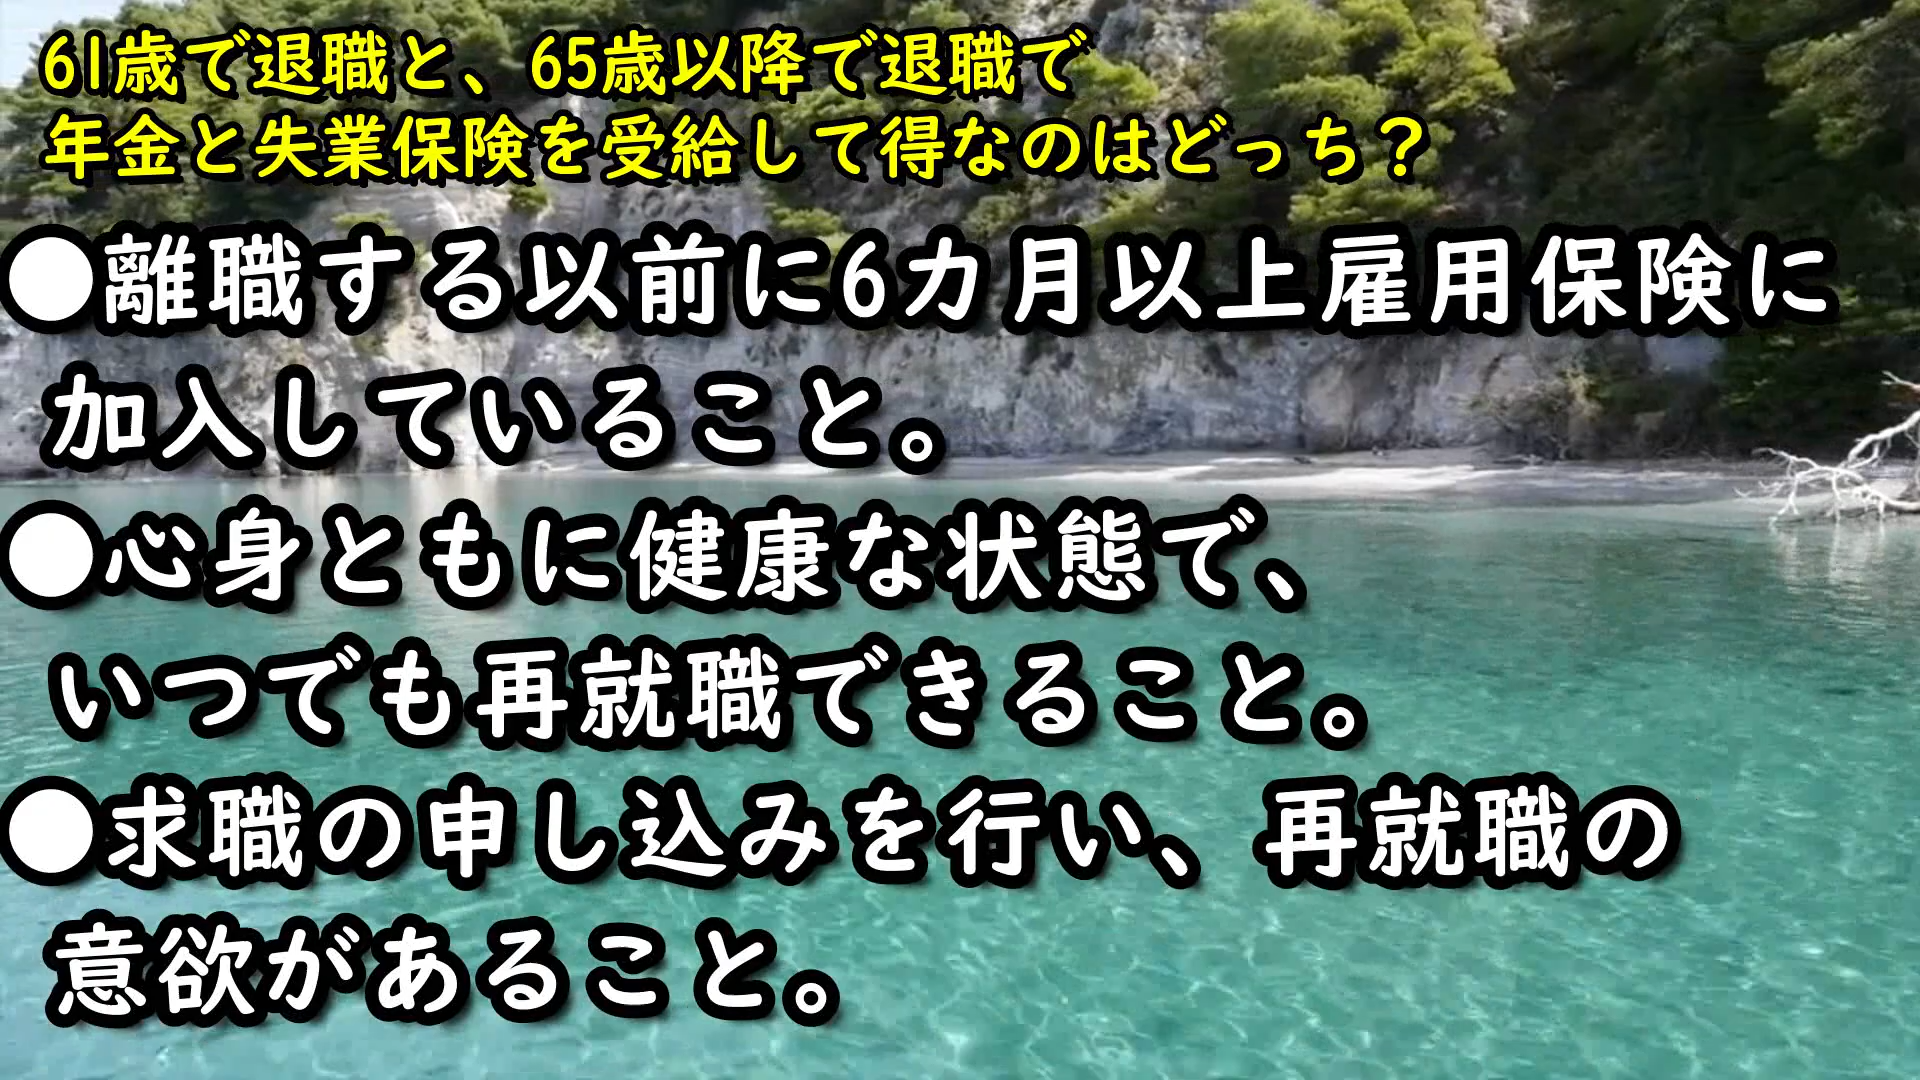 61歳で退職と、65歳以降で退職で
年金と失業保険を受給して得なのはどっち？
●離職する以前に6カ月以上雇用保険に
加入していること。
●心身ともに健康な状態で、
いつでも再就職できること。
●求職の申し込みを行い、再就職の
意欲があること。